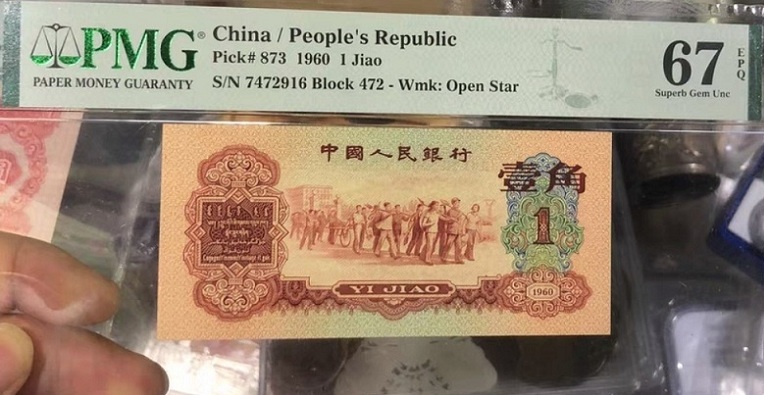 PMG
PAPER MONEY GUARANTY
China / People's Republic
Pick# 873 1960 1 Jiao
S/N 7472916 Block 472 - Wmk: Open Star
67
EPQ
Superb Gem Unc
中國人民銀行
壹角
1
YI JIAO
1960